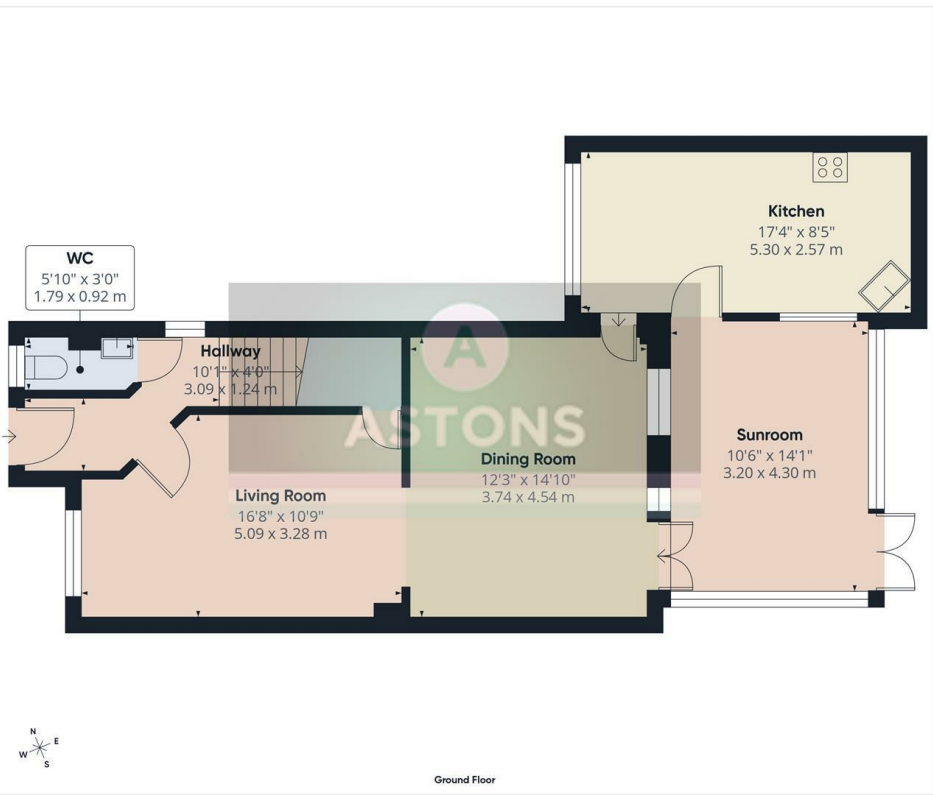 Kitchen
17'4" x 8'5"
5.30 x 2.57 m
WC
5'10" x 3'0"
1.79 x 0.92 m
Hallway
10'1" x 4'0"
3.09 x 1.24 m
A
ASTONS
Sunroom
10'6" x 14'1"
3.20 x 4.30 m
Dining Room
12'3" x 14'10"
3.74 x 4.54 m
Living Room
16'8" x 10'9"
5.09 x 3.28 m
N
E
W
S
Ground Floor